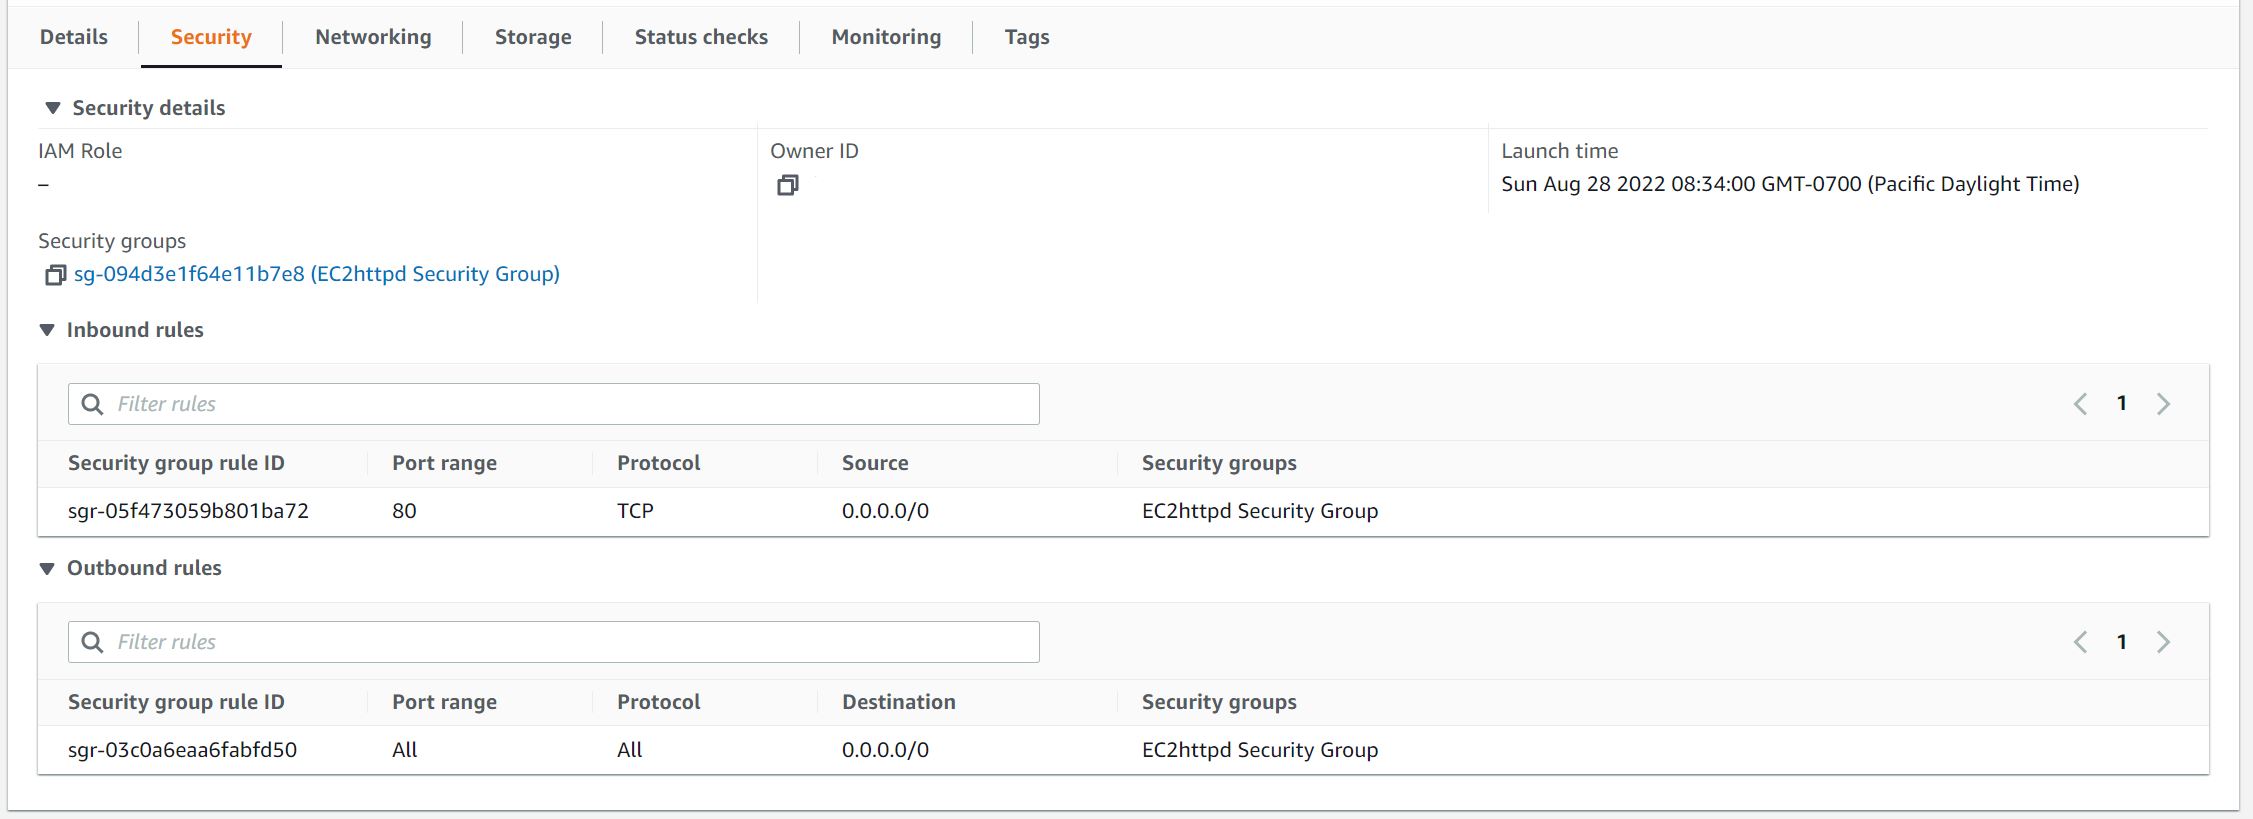 Details Security Networking Storage Status checks Monitoring Tags
Security details
IAM Role Owner ID Launch time
– Sun Aug 28 2022 08:34:00 GMT-0700 (Pacific Daylight Time)
Security groups
sg-094d3e1f64e11b7e8 (EC2httpd Security Group)
Inbound rules
Filter rules 1
Security group rule ID Port range Protocol Source Security groups
sgr-05f473059b801ba72 80 TCP 0.0.0.0/0 EC2httpd Security Group
Outbound rules
Filter rules 1
Security group rule ID Port range Protocol Destination Security groups
sgr-03c0a6eaa6fabfd50 All All 0.0.0.0/0 EC2httpd Security Group